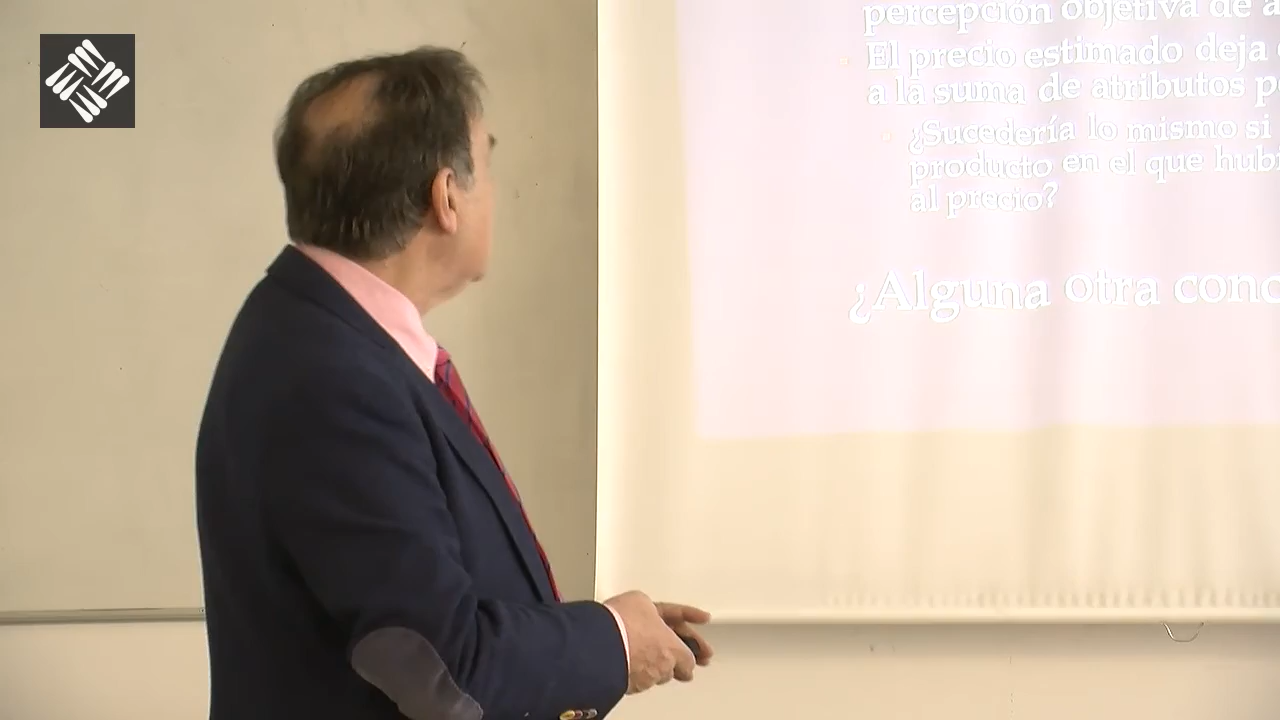 percepción objetiva de a
El precio estimado deja
a la suma de atributos p
¿Sucedería lo mismo si
producto en el que hub
al precio?
¿Alguna otra conc